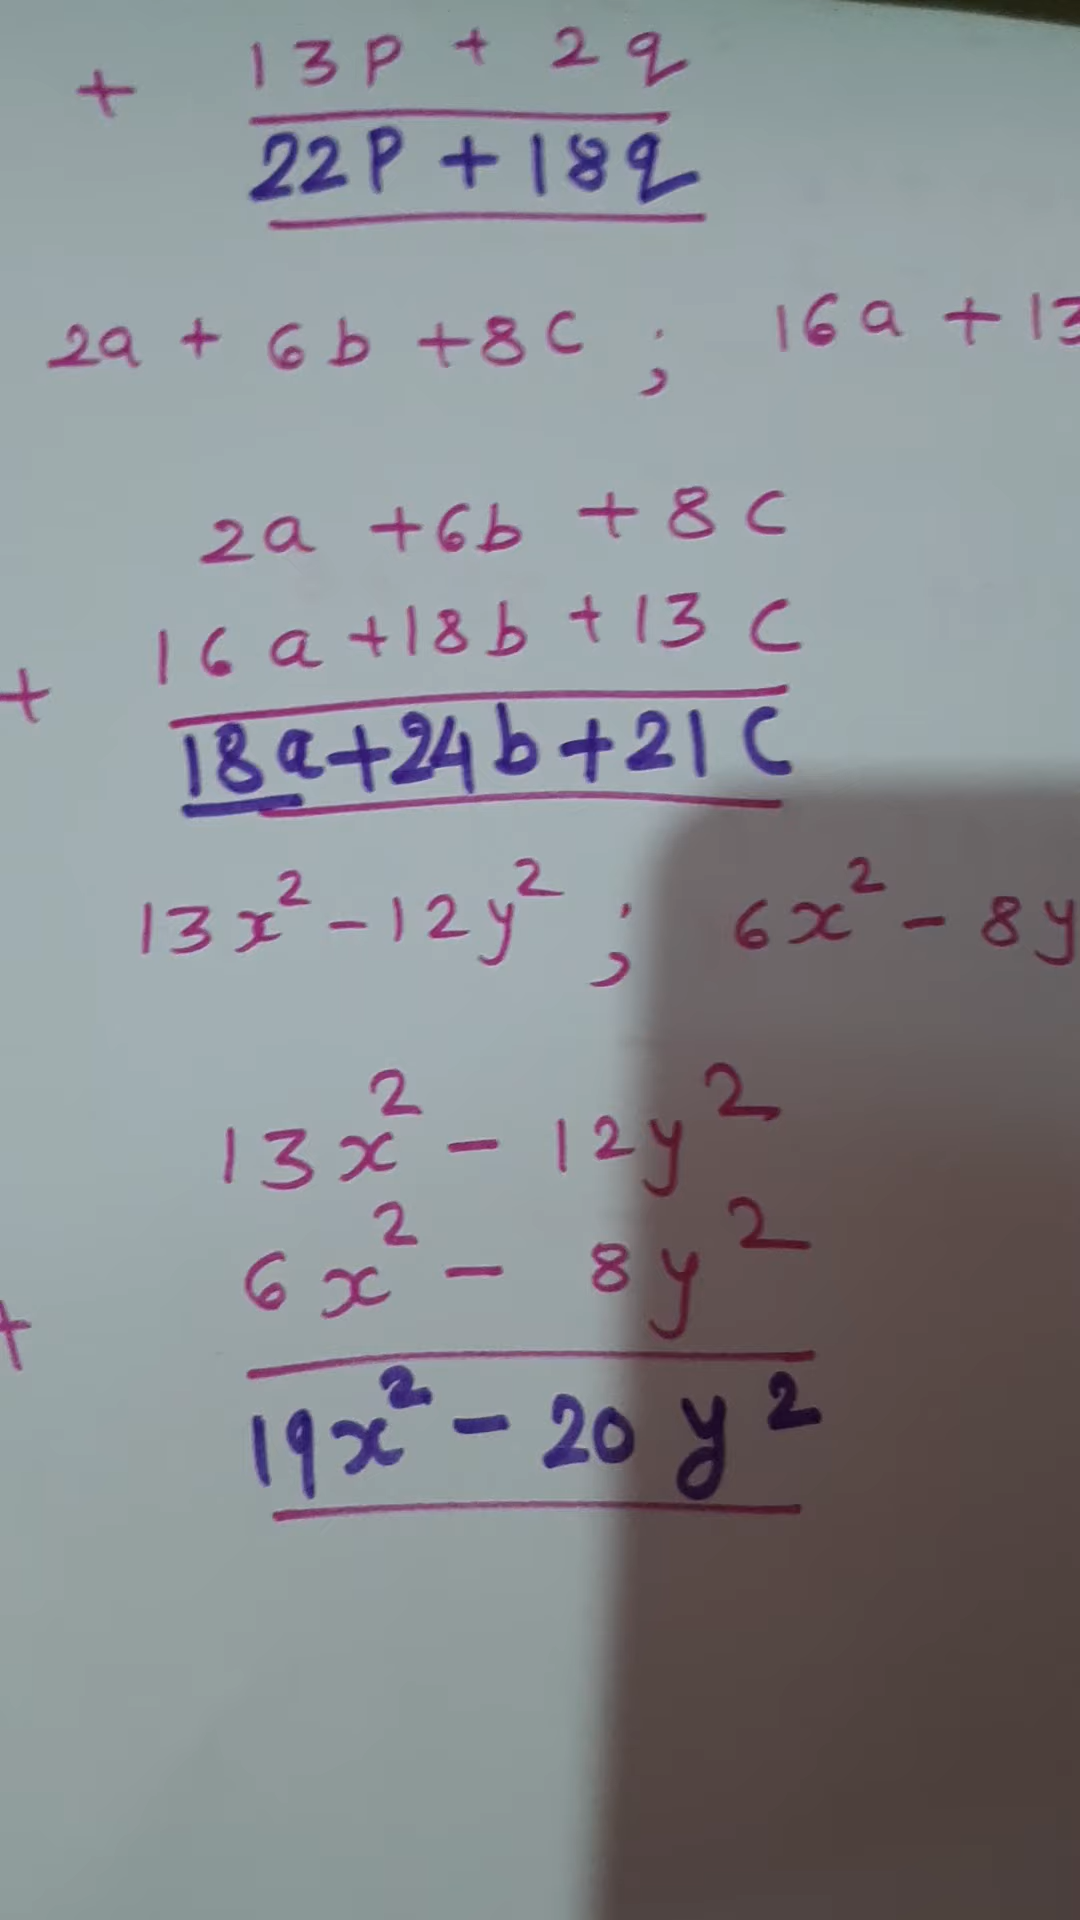 + 13p + 2q
22p + 18q
2a + 6b + 8c ; 16a + 13
2a + 6b + 8c
+ 16a + 18b + 13c
18a + 24b + 21c
13x² - 12y² ; 6x² - 8y
13x² - 12y²
+ 6x² - 8y²
19x² - 20y²